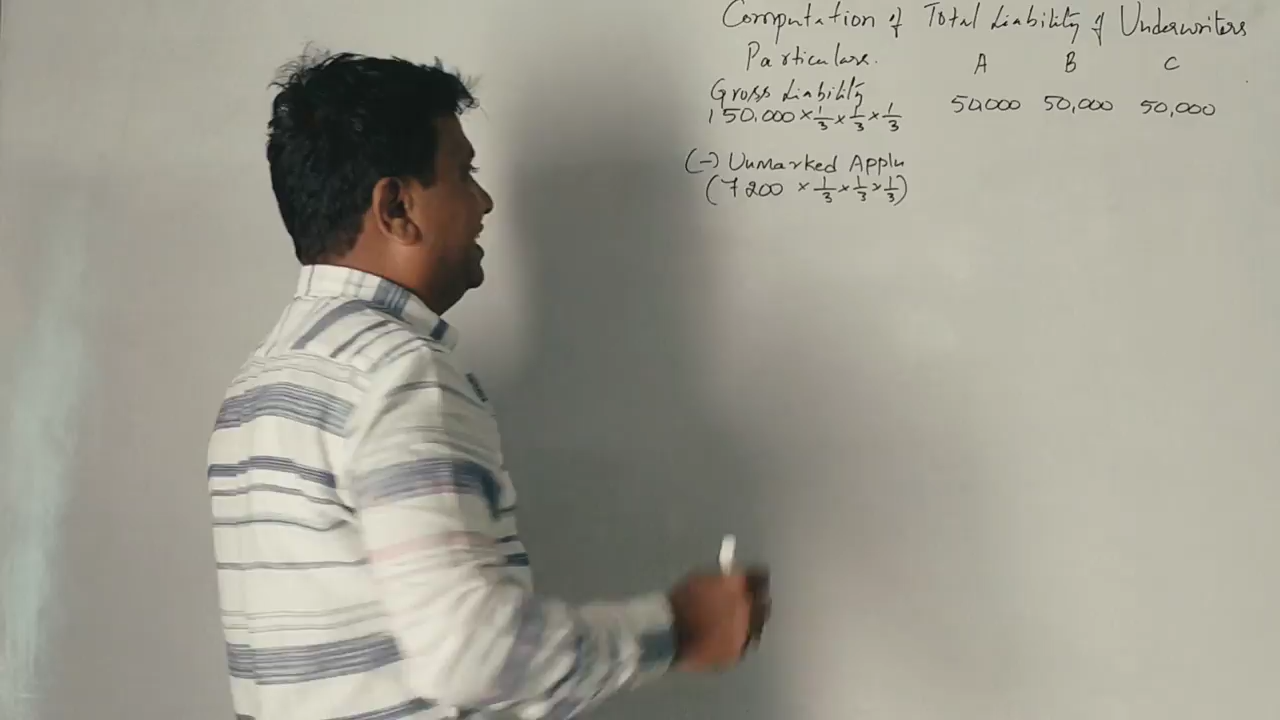 Computation of Total Liability of Underwriters
Particulars. A B C
Gross Liability
150,000 × 1/3 × 1/3 × 1/3 50,000 50,000 50,000
(-) Unmarked Appln
(7200 × 1/3 × 1/3 × 1/3)